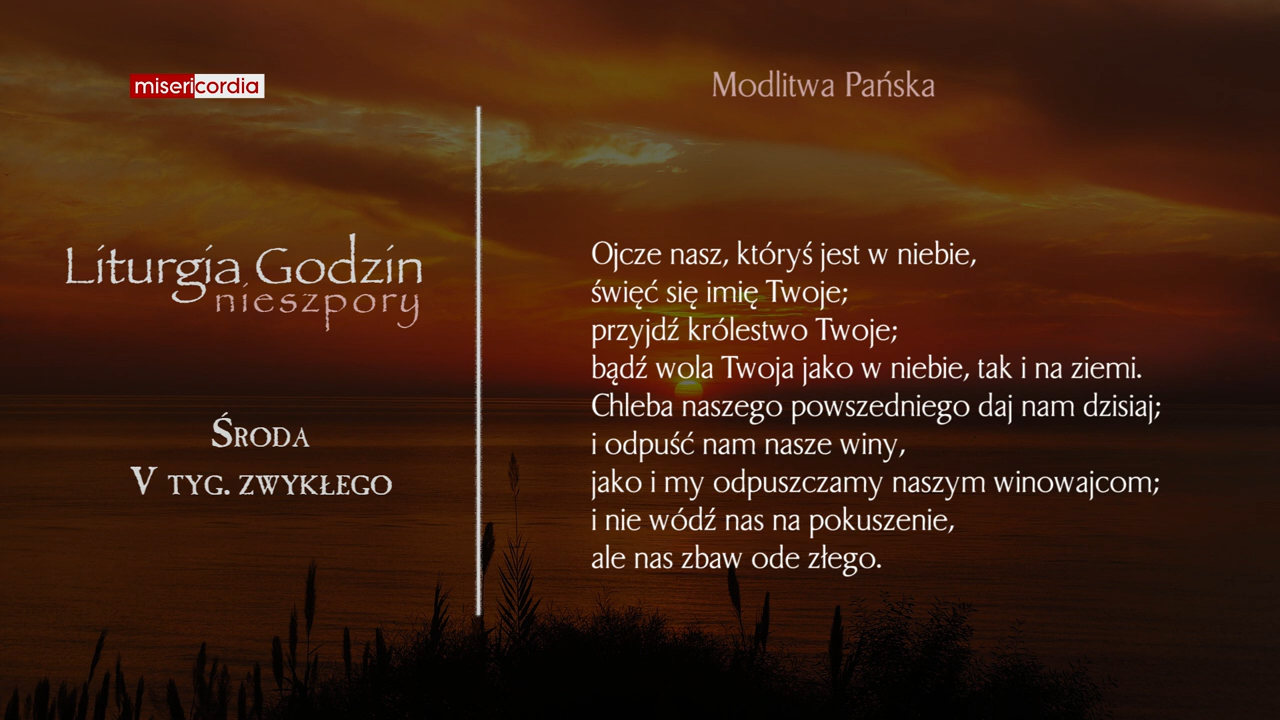 misericordia
Liturgia Godzin
nieszpory
Środa
V tyg. zwykłego
Modlitwa Pańska
Ojcze nasz, któryś jest w niebie,
święć się imię Twoje;
przyjdź królestwo Twoje;
bądź wola Twoja jako w niebie, tak i na ziemi.
Chleba naszego powszedniego daj nam dzisiaj;
i odpuść nam nasze winy,
jako i my odpuszczamy naszym winowajcom;
i nie wódź nas na pokuszenie,
ale nas zbaw ode złego.